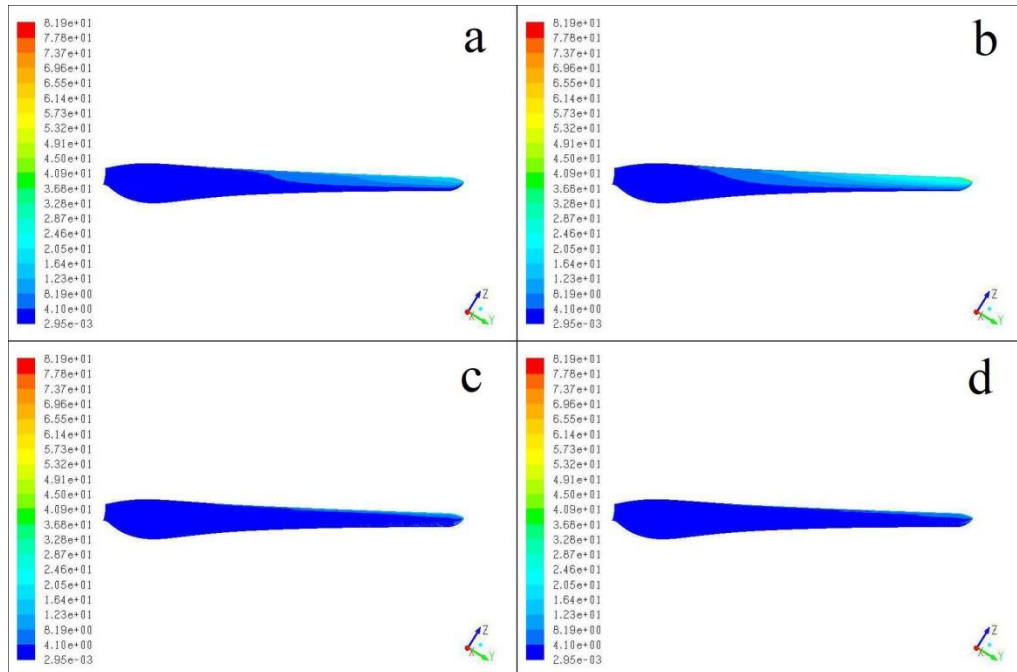 a
8.19e+01
7.78e+01
7.37e+01
6.96e+01
6.55e+01
6.14e+01
5.73e+01
5.32e+01
4.91e+01
4.50e+01
4.09e+01
3.68e+01
3.28e+01
2.87e+01
2.46e+01
2.05e+01
1.64e+01
1.23e+01
8.19e+00
4.10e+00
2.95e-03
Z
X
Y
b
8.19e+01
7.78e+01
7.37e+01
6.96e+01
6.55e+01
6.14e+01
5.73e+01
5.32e+01
4.91e+01
4.50e+01
4.09e+01
3.68e+01
3.28e+01
2.87e+01
2.46e+01
2.05e+01
1.64e+01
1.23e+01
8.19e+00
4.10e+00
2.95e-03
Z
X
Y
c
8.19e+01
7.78e+01
7.37e+01
6.96e+01
6.55e+01
6.14e+01
5.73e+01
5.32e+01
4.91e+01
4.50e+01
4.09e+01
3.68e+01
3.28e+01
2.87e+01
2.46e+01
2.05e+01
1.64e+01
1.23e+01
8.19e+00
4.10e+00
2.95e-03
Z
X
Y
d
8.19e+01
7.78e+01
7.37e+01
6.96e+01
6.55e+01
6.14e+01
5.73e+01
5.32e+01
4.91e+01
4.50e+01
4.09e+01
3.68e+01
3.28e+01
2.87e+01
2.46e+01
2.05e+01
1.64e+01
1.23e+01
8.19e+00
4.10e+00
2.95e-03
Z
X
Y